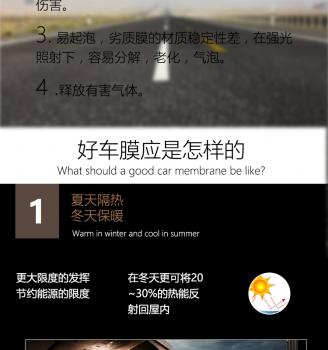 伤害。
3. 易起泡，劣质膜的材质稳定性差，在强光
照射下，容易分解，老化，气泡。
4 .释放有害气体。
好车膜应是怎样的
What should a good car membrane be like?
1
夏天隔热
冬天保暖
Warm in winter and cool in summer
更大限度的发挥
节约能源的限度
在冬天更可将20
~30%的热能反
射回屋内